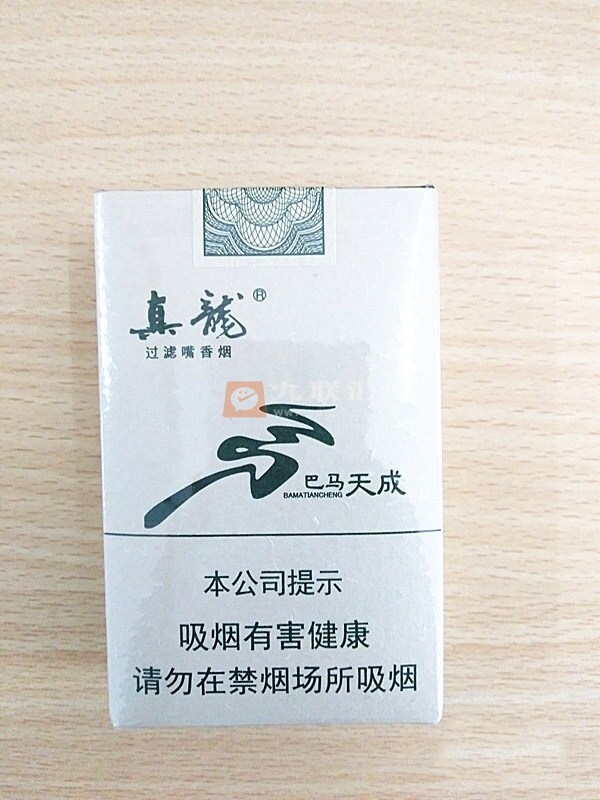 真龍®
过滤嘴香烟
巴马天成
BAMATIANCHENG
本公司提示
吸烟有害健康
请勿在禁烟场所吸烟